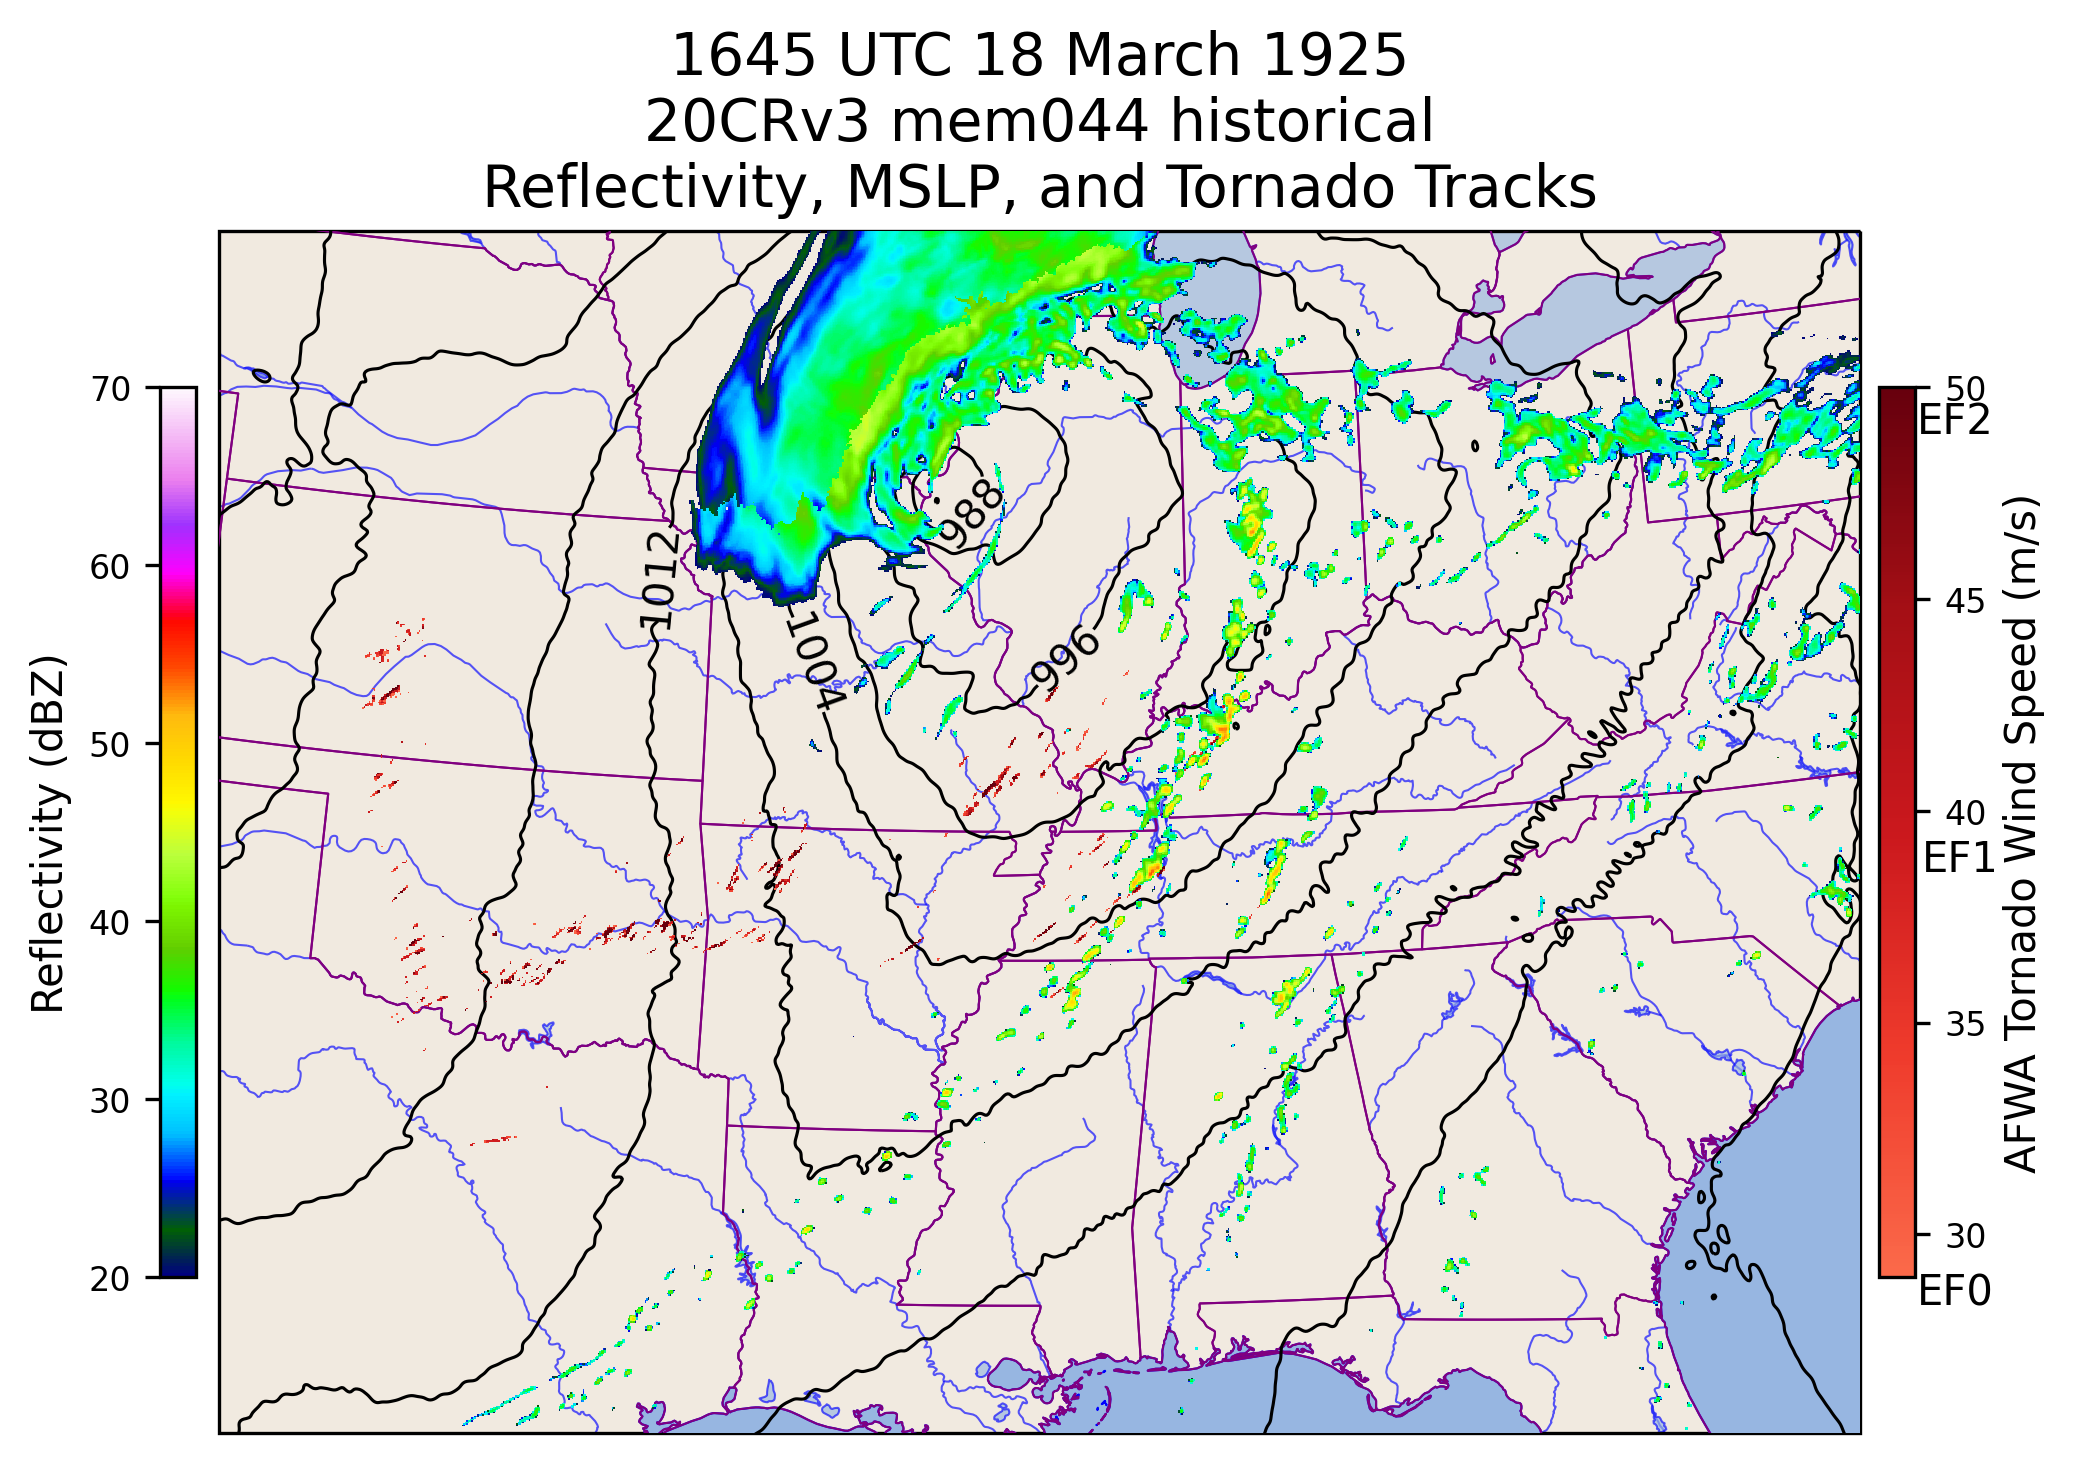 1645 UTC 18 March 1925
20CRv3 mem044 historical
Reflectivity, MSLP, and Tornado Tracks
Reflectivity (dBZ)
70
60
50
40
30
20
988
1012
996
1004
50
EF2
45
40
EF1
35
30
EF0
AFWA Tornado Wind Speed (m/s)